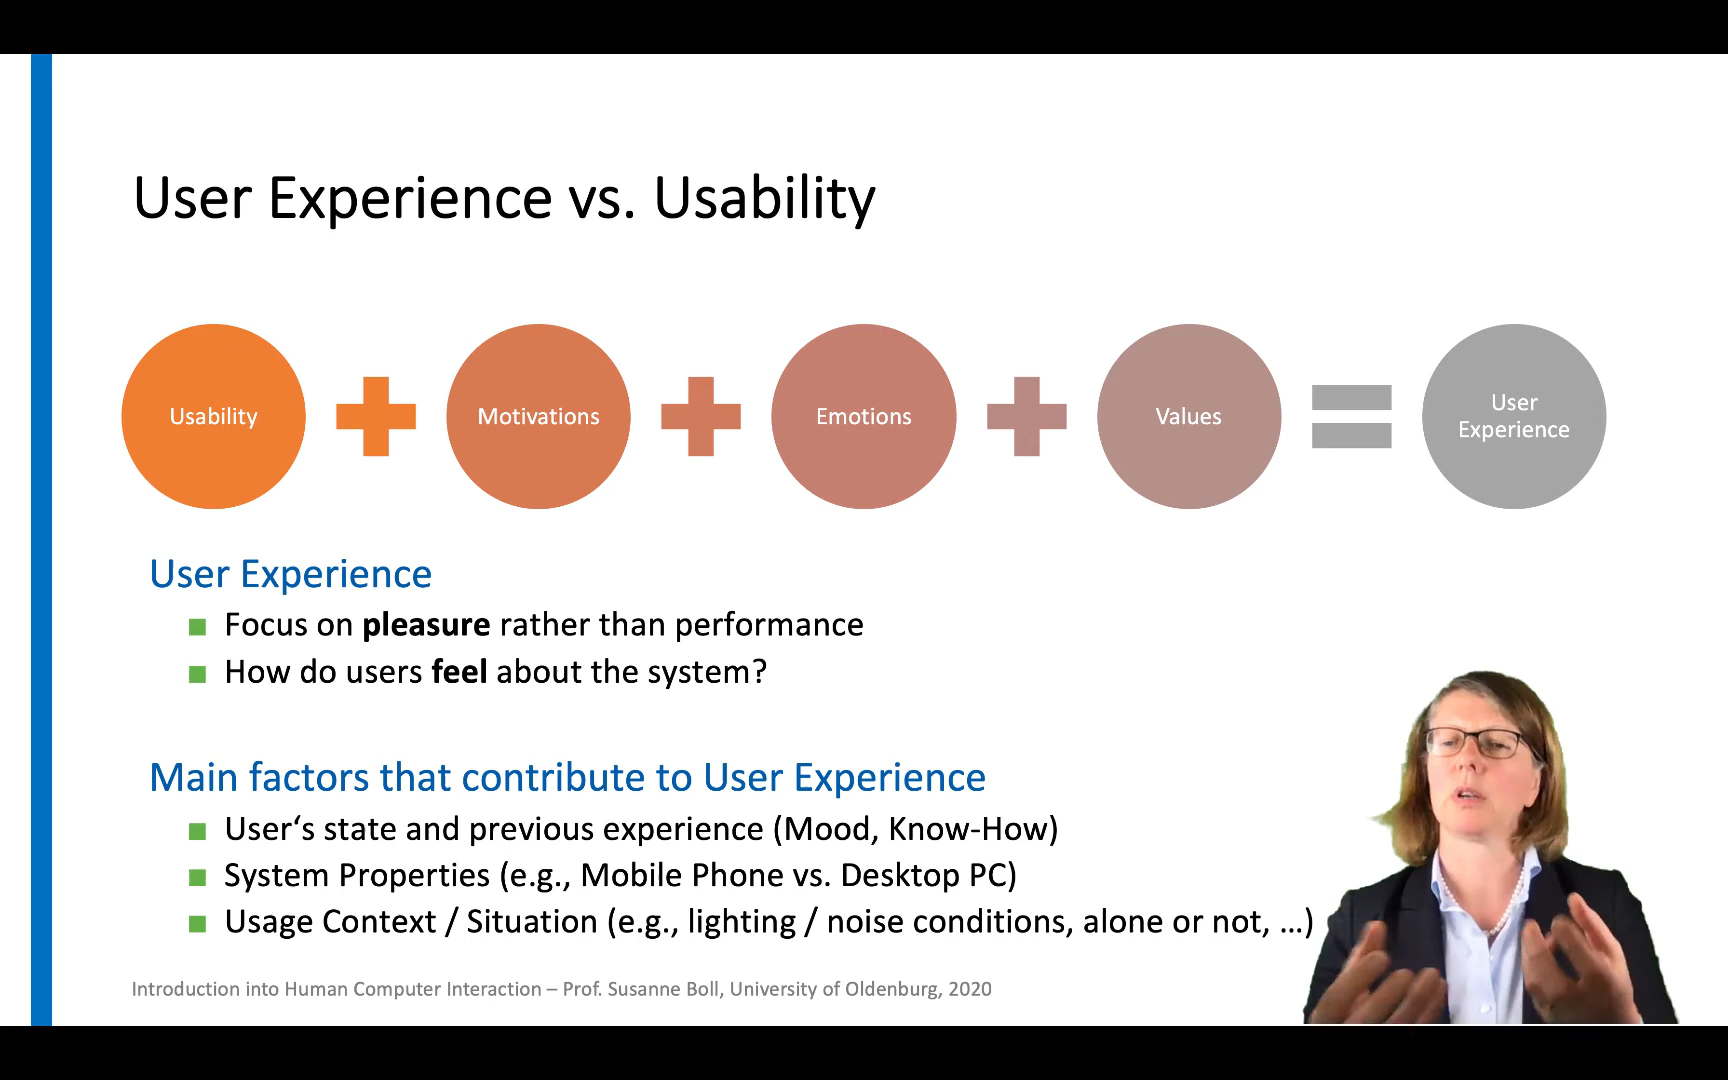 User Experience vs. Usability
Usability
Motivations
Emotions
Values
User
Experience
User Experience
Focus on pleasure rather than performance
How do users feel about the system?
Main factors that contribute to User Experience
User‘s state and previous experience (Mood, Know-How)
System Properties (e.g., Mobile Phone vs. Desktop PC)
Usage Context / Situation (e.g., lighting / noise conditions, alone or not, …)
Introduction into Human Computer Interaction – Prof. Susanne Boll, University of Oldenburg, 2020